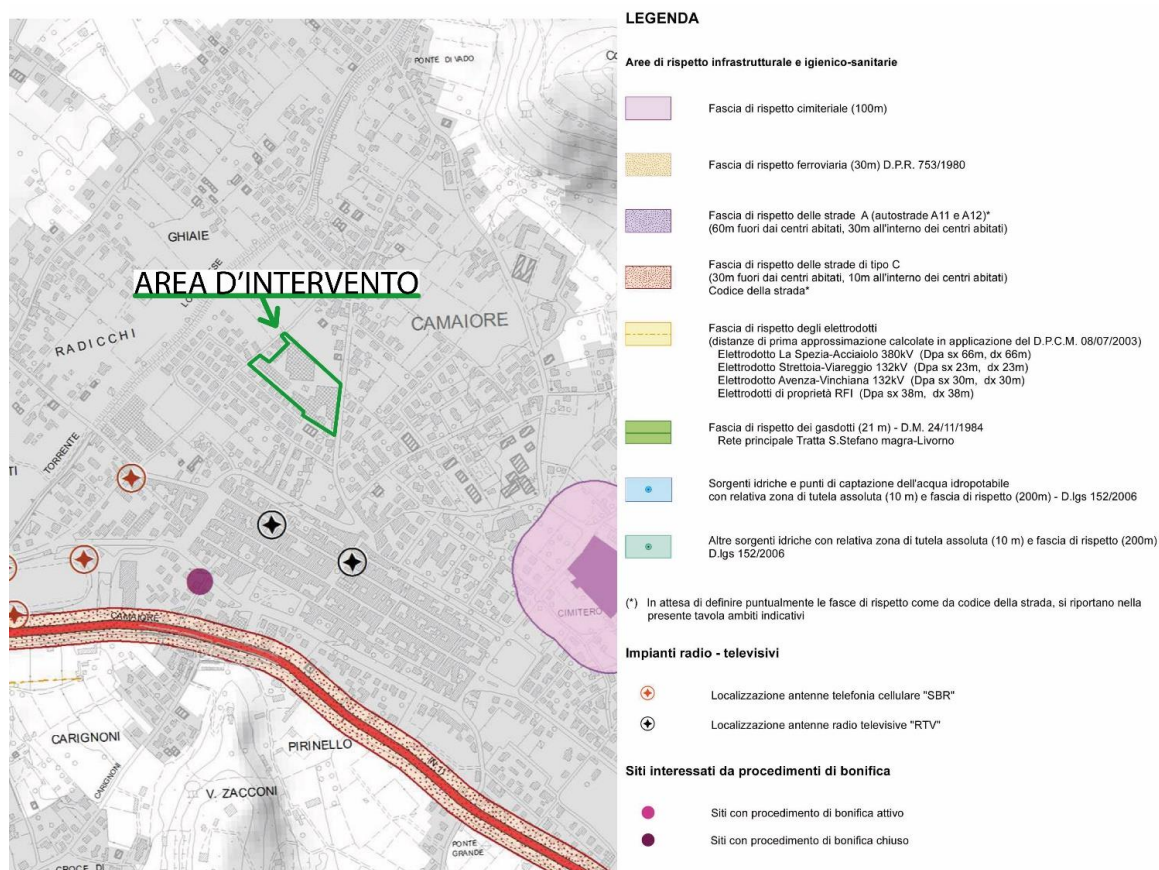 PONTE DI VADO
GHIAIE
AREA D'INTERVENTO
CAMAIORE
RADICCHI
TORRENTE
TI
CIMITERO
CAMAIORE
CARIGNONI
CARIGNONI
PIRINELLO
V. ZACCONI
PONTE
GRANDE
CROCE DI
LEGENDA
Aree di rispetto infrastrutturale e igienico-sanitarie
Fascia di rispetto cimiteriale (100m)
Fascia di rispetto ferroviaria (30m) D.P.R. 753/1980
Fascia di rispetto delle strade A (autostrade A11 e A12)*
(60m fuori dai centri abitati, 30m all'interno dei centri abitati)
Fascia di rispetto delle strade di tipo C
(30m fuori dai centri abitati, 10m all'interno dei centri abitati)
Codice della strada*
Fascia di rispetto degli elettrodotti
(distanze di prima approssimazione calcolate in applicazione del D.P.C.M. 08/07/2003)
Elettrodotto La Spezia-Acciaiolo 380kV (Dpa sx 66m, dx 66m)
Elettrodotto Strettoia-Viareggio 132kV (Dpa sx 23m, dx 23m)
Elettrodotto Avenza-Vinchiana 132kV (Dpa sx 30m, dx 30m)
Elettrodotti di proprietà RFI (Dpa sx 38m, dx 38m)
Fascia di rispetto dei gasdotti (21 m) - D.M. 24/11/1984
Rete principale Tratta S.Stefano magra-Livorno
Sorgenti idriche e punti di captazione dell'acqua idropotabile
con relativa zona di tutela assoluta (10 m) e fascia di rispetto (200m) - D.lgs 152/2006
Altre sorgenti idriche con relativa zona di tutela assoluta (10 m) e fascia di rispetto (200m)
D.lgs 152/2006
(*) In attesa di definire puntualmente le fasce di rispetto come da codice della strada, si riportano nella
presente tavola ambiti indicativi
Impianti radio - televisivi
Localizzazione antenne telefonia cellulare "SBR"
Localizzazione antenne radio televisive "RTV"
Siti interessati da procedimenti di bonifica
Siti con procedimento di bonifica attivo
Siti con procedimento di bonifica chiuso